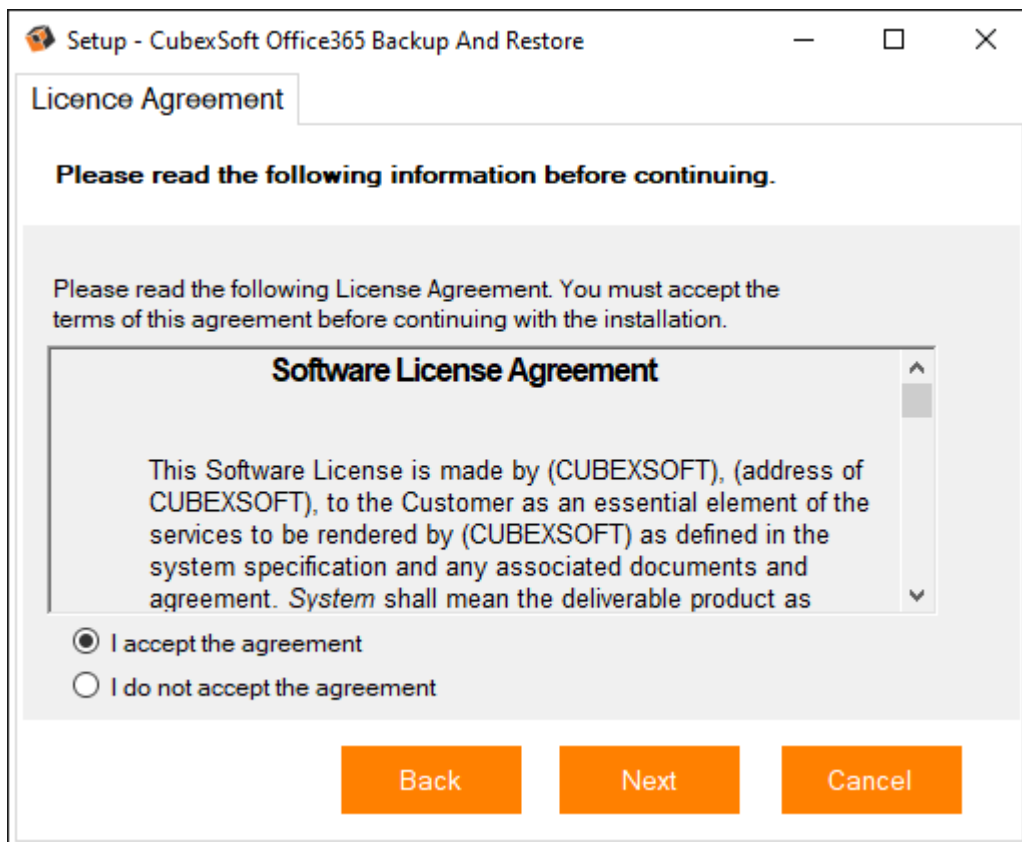 Setup - CubexSoft Office365 Backup And Restore
Licence Agreement
Please read the following information before continuing.
Please read the following License Agreement. You must accept the
terms of this agreement before continuing with the installation.
Software License Agreement
This Software License is made by (CUBEXSOFT), (address of
CUBEXSOFT), to the Customer as an essential element of the
services to be rendered by (CUBEXSOFT) as defined in the
system specification and any associated documents and
agreement. System shall mean the deliverable product as
I accept the agreement
I do not accept the agreement
Back Next Cancel